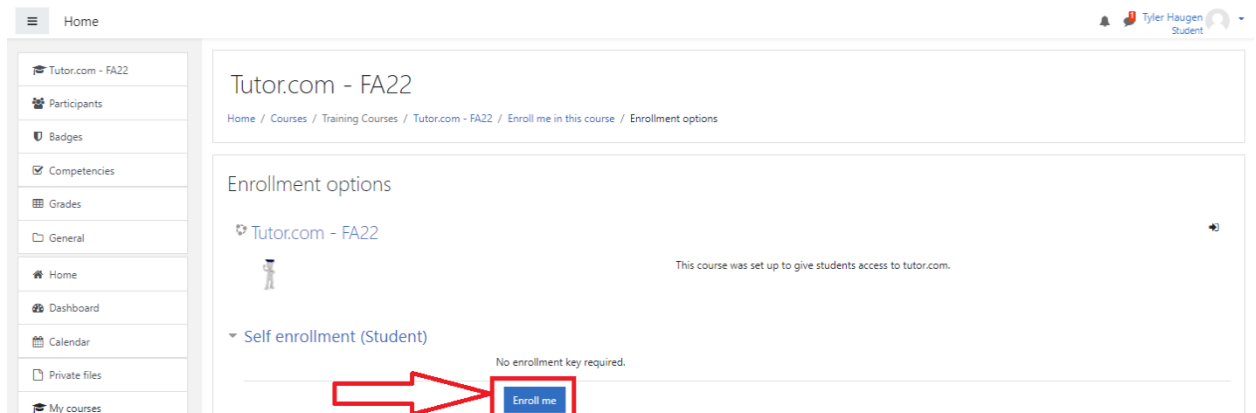 Home
Tyler Haugen
Student
Tutor.com - FA22
Participants
Badges
Competencies
Grades
General
Home
Dashboard
Calendar
Private files
My courses
Tutor.com - FA22
Home / Courses / Training Courses / Tutor.com - FA22 / Enroll me in this course / Enrollment options
Enrollment options
Tutor.com - FA22
This course was set up to give students access to tutor.com.
Self enrollment (Student)
No enrollment key required.
Enroll me